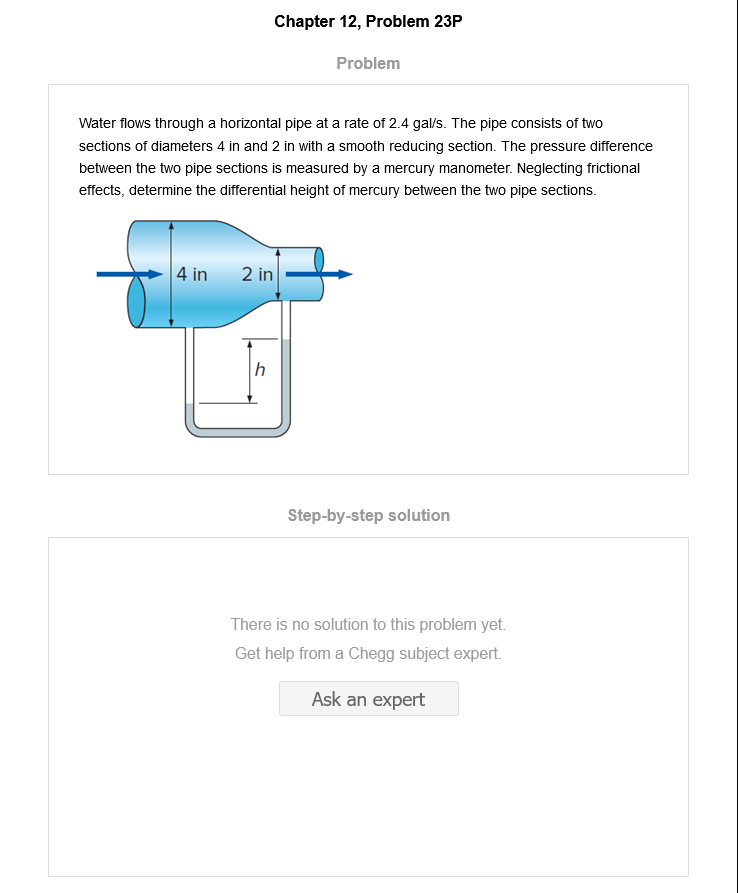 Chapter 12, Problem 23P
Problem
Water flows through a horizontal pipe at a rate of 2.4 gal/s. The pipe consists of two
sections of diameters 4 in and 2 in with a smooth reducing section. The pressure difference
between the two pipe sections is measured by a mercury manometer. Neglecting frictional
effects, determine the differential height of mercury between the two pipe sections.
4 in
2 in
h
Step-by-step solution
There is no solution to this problem yet.
Get help from a Chegg subject expert.
Ask an expert